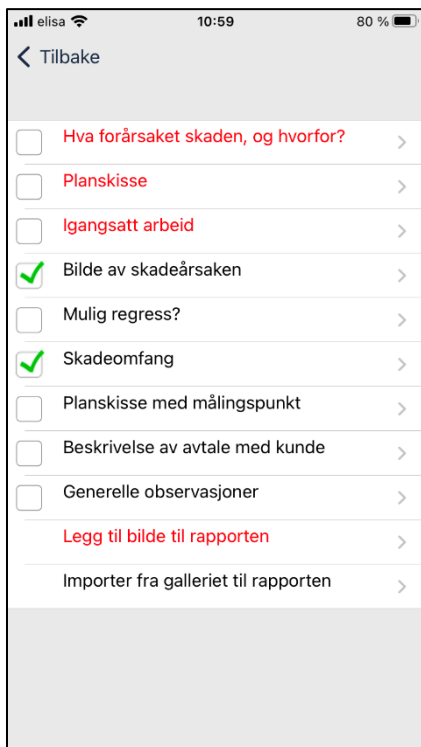 elisa 10:59 80 %
Tilbake
Hva forårsaket skaden, og hvorfor?
Planskisse
Igangsatt arbeid
Bilde av skadeårsaken
Mulig regress?
Skadeomfang
Planskisse med målingspunkt
Beskrivelse av avtale med kunde
Generelle observasjoner
Legg til bilde til rapporten
Importer fra galleriet til rapporten